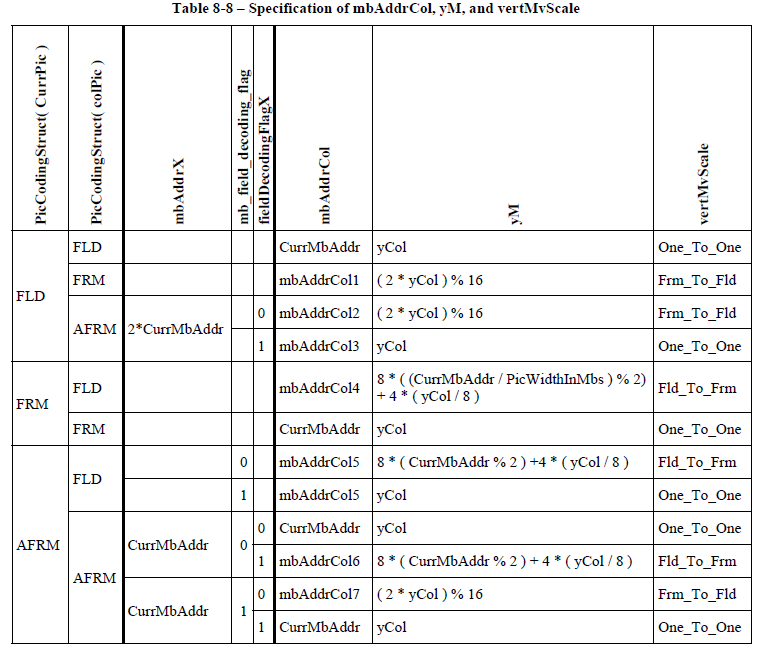 Table 8-8 – Specification of mbAddrCol, yM, and vertMvScale
PicCodingStruct( CurrPic )
PicCodingStruct( colPic )
mbAddrX
mb_field_decoding_flag
fieldDecodingFlagX
mbAddrCol
yM
vertMvScale
FLD
FLD
CurrMbAddr
yCol
One_To_One
FRM
mbAddrCol1
( 2 * yCol ) % 16
Frm_To_Fld
AFRM
2*CurrMbAddr
0
mbAddrCol2
( 2 * yCol ) % 16
Frm_To_Fld
1
mbAddrCol3
yCol
One_To_One
FRM
FLD
mbAddrCol4
8 * ( (CurrMbAddr / PicWidthInMbs ) % 2)
+ 4 * ( yCol / 8 )
Fld_To_Frm
FRM
CurrMbAddr
yCol
One_To_One
AFRM
FLD
0
mbAddrCol5
8 * ( CurrMbAddr % 2 ) +4 * ( yCol / 8 )
Fld_To_Frm
1
mbAddrCol5
yCol
One_To_One
AFRM
CurrMbAddr
0
0
CurrMbAddr
yCol
One_To_One
1
mbAddrCol6
8 * ( CurrMbAddr % 2 ) + 4 * ( yCol / 8 )
Fld_To_Frm
CurrMbAddr
1
0
mbAddrCol7
( 2 * yCol ) % 16
Frm_To_Fld
1
CurrMbAddr
yCol
One_To_One